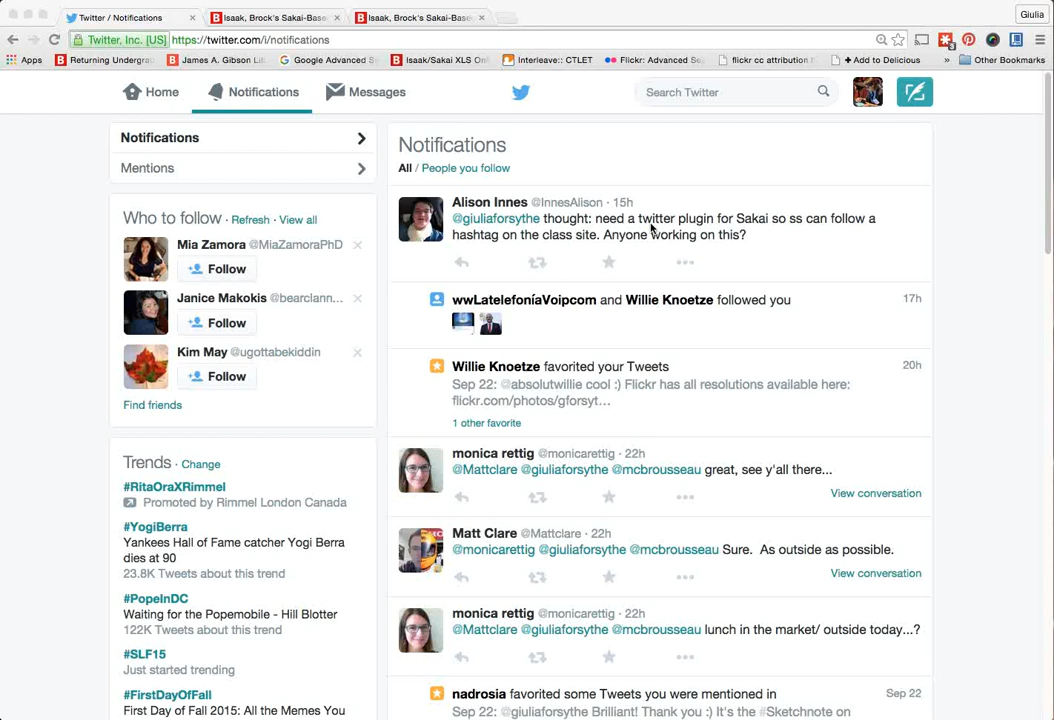 Twitter / Notifications
Isaak, Brock's Sakai-Base
Isaak, Brock's Sakai-Base
Giulia
Twitter, Inc. [US]
https://twitter.com/i/notifications
3
Apps
Returning Undergra
James A. Gibson Li
Google Advanced S
Isaak/Sakai XLS On
Interleave:: CTLET
Flickr: Advanced Se
flickr cc attribution
+ Add to Delicious
»
Other Bookmarks
Home
Notifications
Messages
Search Twitter
Notifications
Mentions
Who to follow · Refresh · View all
Mia Zamora @MiaZamoraPhD
Follow
Janice Makokis @bearclann...
Follow
Kim May @ugottabekiddin
Follow
Find friends
Trends · Change
#RitaOraXRimmel
Promoted by Rimmel London Canada
#YogiBerra
Yankees Hall of Fame catcher Yogi Berra
dies at 90
23.8K Tweets about this trend
#PopeInDC
Waiting for the Popemobile - Hill Blotter
122K Tweets about this trend
#SLF15
Just started trending
#FirstDayOfFall
First Day of Fall 2015: All the Memes You
Notifications
All / People you follow
Alison Innes @InnesAlison · 15h
@giuliaforsythe thought: need a twitter plugin for Sakai so ss can follow a
hashtag on the class site. Anyone working on this?
wwLatelefoníaVoipcom and Willie Knoetze followed you
17h
Willie Knoetze favorited your Tweets
20h
Sep 22: @absolutwillie cool :) Flickr has all resolutions available here:
flickr.com/photos/gforsyt…
1 other favorite
monica rettig @monicarettig · 22h
@Mattclare @giuliaforsythe @mcbrousseau great, see y'all there...
View conversation
Matt Clare @Mattclare · 22h
@monicarettig @giuliaforsythe @mcbrousseau Sure. As outside as possible.
View conversation
monica rettig @monicarettig · 22h
@Mattclare @giuliaforsythe @mcbrousseau lunch in the market/ outside today...?
nadrosia favorited some Tweets you were mentioned in
Sep 22
Sep 22: @giuliaforsythe Brilliant! Thank you :) It's the #Sketchnote on